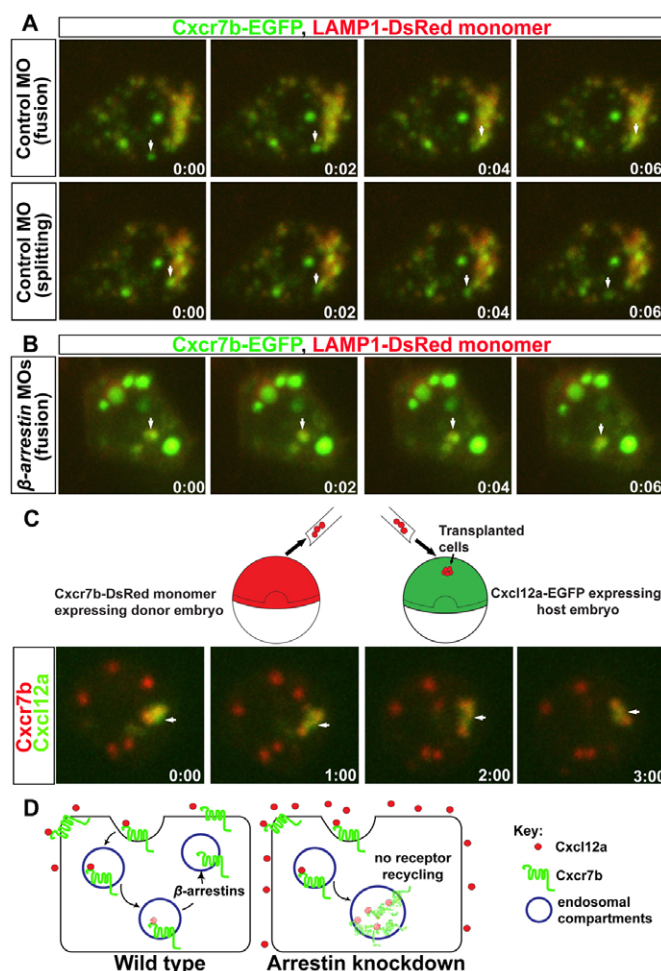 A
Cxcr7b-EGFP, LAMP1-DsRed monomer
Control MO
(fusion)
0:00
0:02
0:04
0:06
Control MO
(splitting)
0:00
0:02
0:04
0:06
B
Cxcr7b-EGFP, LAMP1-DsRed monomer
β-arrestin MOs
(fusion)
0:00
0:02
0:04
0:06
C
Transplanted
cells
Cxcr7b-DsRed monomer
expressing donor embryo
Cxcl12a-EGFP expressing
host embryo
Cxcr7b
Cxcl12a
0:00
1:00
2:00
3:00
D
β-arrestins
Wild type
no receptor
recycling
Arrestin knockdown
Key:
Cxcl12a
Cxcr7b
endosomal
compartments